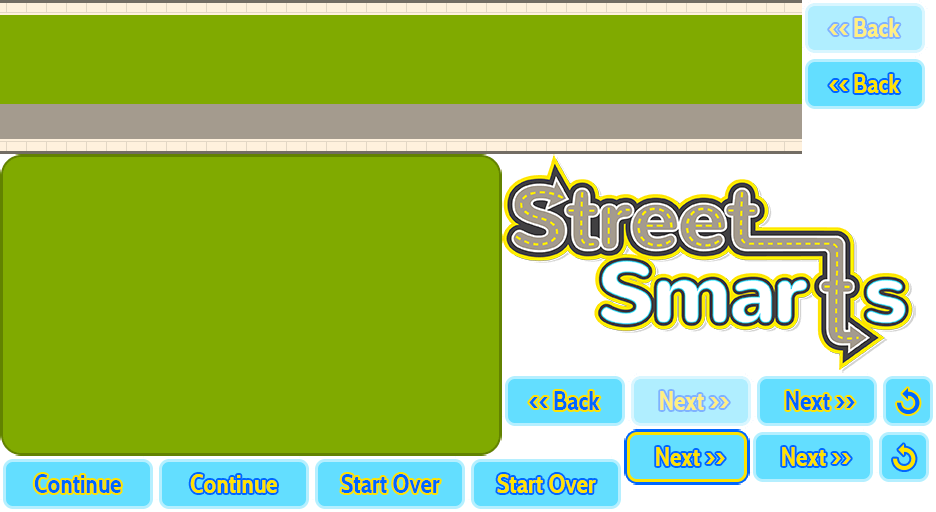 << Back
<< Back
Street
Smarts
<< Back
Next >>
Next >>
Next >>
Next >>
Continue
Continue
Start Over
Start Over